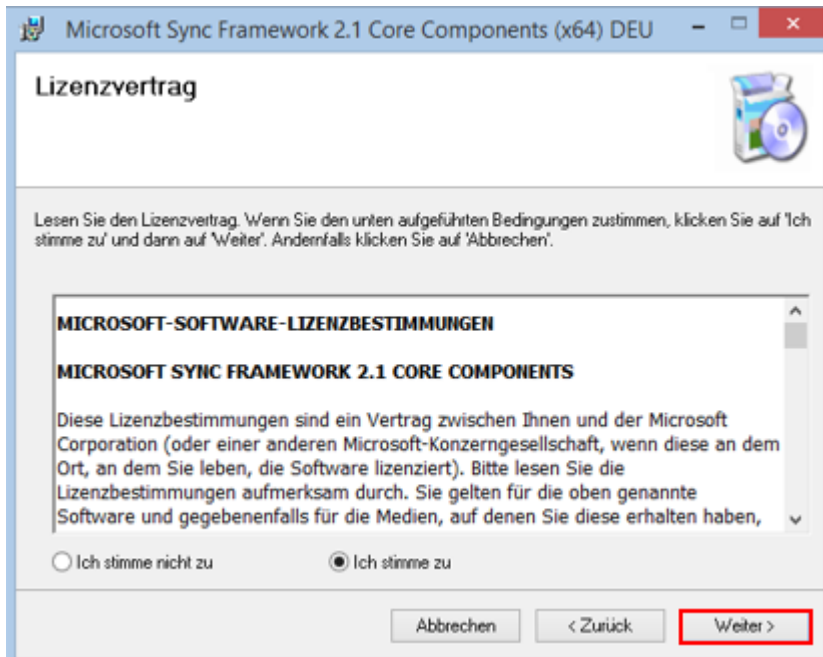 Microsoft Sync Framework 2.1 Core Components (x64) DEU
Lizenzvertrag
Lesen Sie den Lizenzvertrag. Wenn Sie den unten aufgeführten Bedingungen zustimmen, klicken Sie auf 'Ich
stimme zu' und dann auf 'Weiter'. Andernfalls klicken Sie auf 'Abbrechen'.
MICROSOFT-SOFTWARE-LIZENZBESTIMMUNGEN
MICROSOFT SYNC FRAMEWORK 2.1 CORE COMPONENTS
Diese Lizenzbestimmungen sind ein Vertrag zwischen Ihnen und der Microsoft
Corporation (oder einer anderen Microsoft-Konzerngesellschaft, wenn diese an dem
Ort, an dem Sie leben, die Software lizenziert). Bitte lesen Sie die
Lizenzbestimmungen aufmerksam durch. Sie gelten für die oben genannte
Software und gegebenenfalls für die Medien, auf denen Sie diese erhalten haben,
Ich stimme nicht zu Ich stimme zu
Abbrechen < Zurück Weiter >